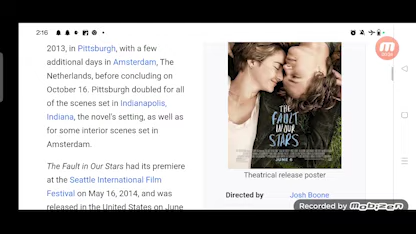 2:16
2013, in Pittsburgh, with a few
additional days in Amsterdam, The
Netherlands, before concluding on
October 16. Pittsburgh doubled for all
of the scenes set in Indianapolis,
Indiana, the novel's setting, as well as
for some interior scenes set in
Amsterdam.
The Fault in Our Stars had its premiere
at the Seattle International Film
Festival on May 16, 2014, and was
released in the United States on June
THE
FAULT
IN OUR
STARS
JUNE 6
Theatrical release poster
Directed by Josh Boone
Recorded by MOBIZEN